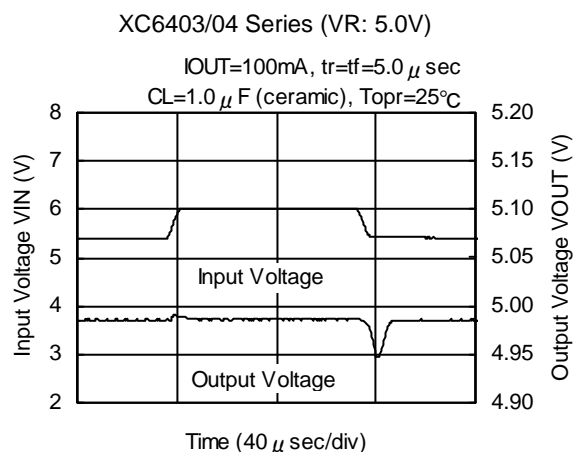 XC6403/04 Series (VR: 5.0V)
IOUT=100mA, tr=tf=5.0 μ sec
CL=1.0 μ F (ceramic), Topr=25°C
Input Voltage VIN (V)
8
7
6
5
4
3
2
Input Voltage
Output Voltage
5.20
5.15
5.10
5.05
5.00
4.95
4.90
Output Voltage VOUT (V)
Time (40 μ sec/div)